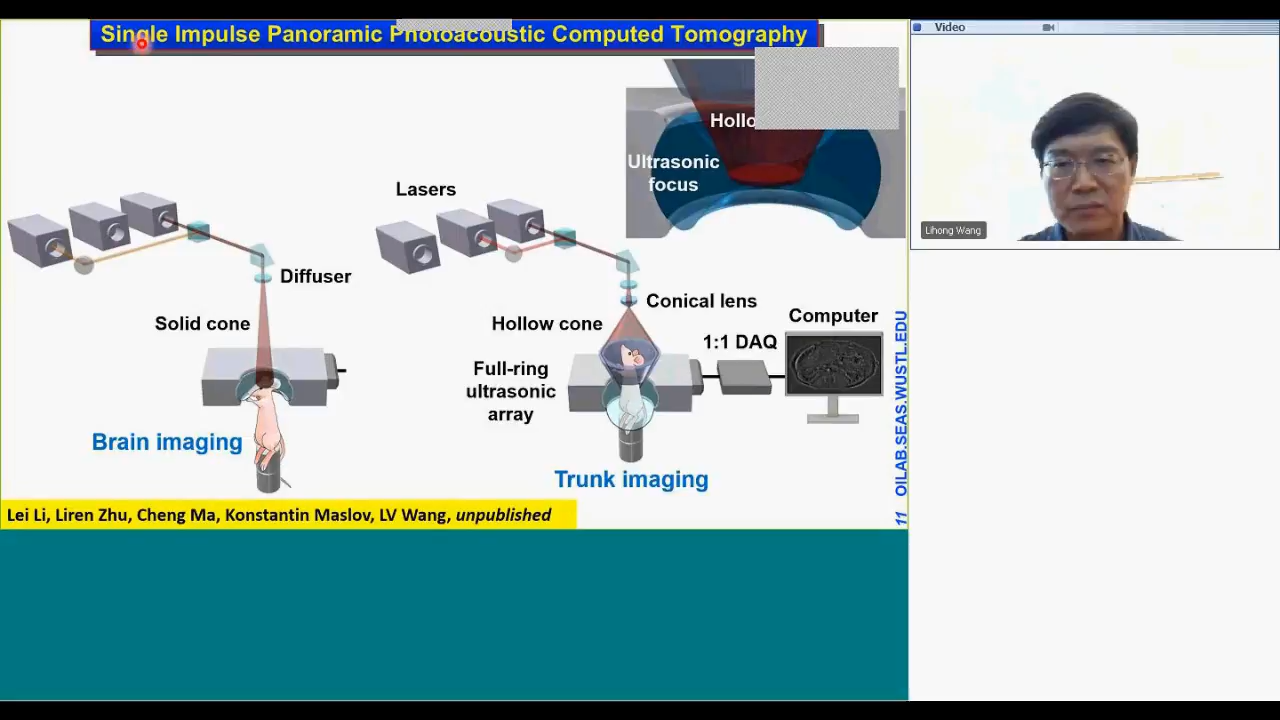 Single Impulse Panoramic Photoacoustic Computed Tomography
Video
Lihong Wang
Ultrasonic
focus
Lasers
Diffuser
Solid cone
Brain imaging
Conical lens
Hollow cone
Full-ring
ultrasonic
array
1:1 DAQ
Computer
Trunk imaging
Lei Li, Liren Zhu, Cheng Ma, Konstantin Maslov, LV Wang, unpublished
11 OILAB.SEAS.WUSTL.EDU